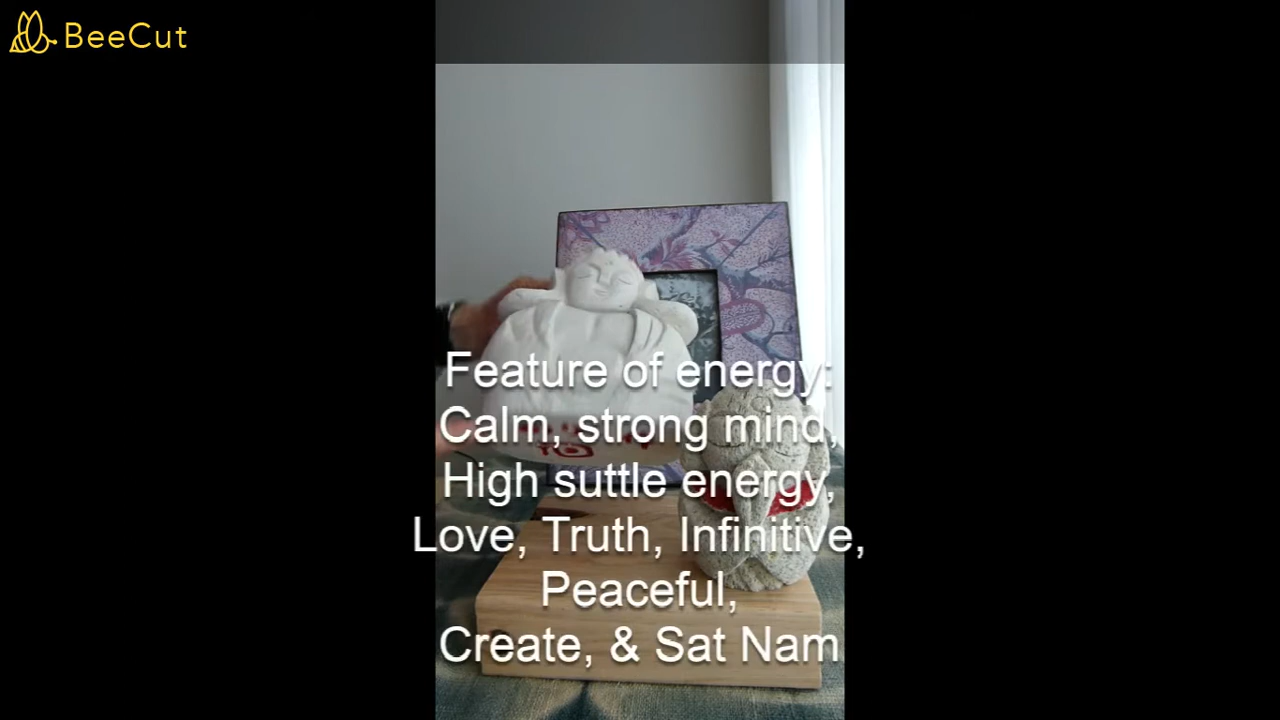 BeeCut
Feature of energy:
Calm, strong mind,
High suttle energy,
Love, Truth, Infinitive,
Peaceful,
Create, & Sat Nam